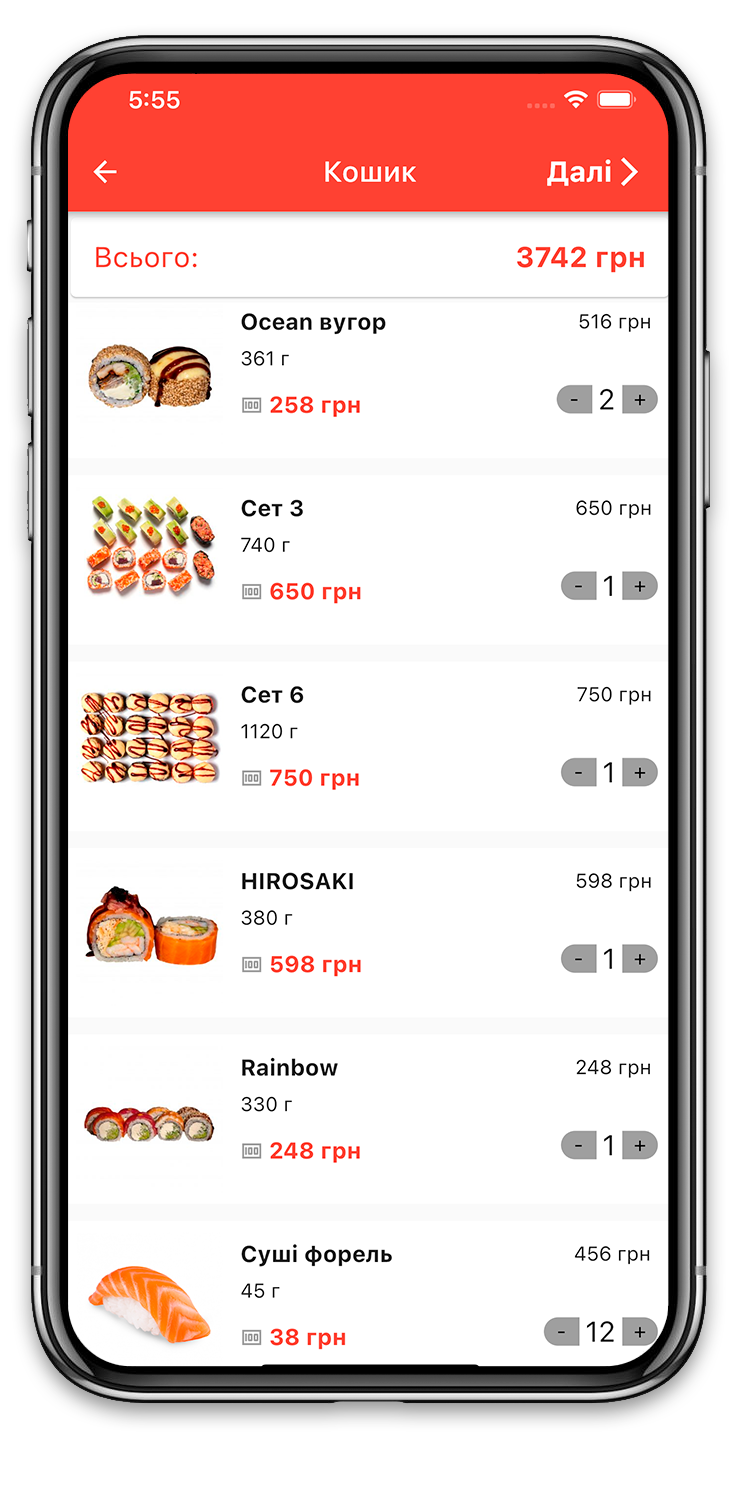 5:55
Кошик
Далі
Всього: 3742 грн
Ocean вугор 516 грн
361 г
258 грн - 2 +
Сет 3 650 грн
740 г
650 грн - 1 +
Сет 6 750 грн
1120 г
750 грн - 1 +
HIROSAKI 598 грн
380 г
598 грн - 1 +
Rainbow 248 грн
330 г
248 грн - 1 +
Суші форель 456 грн
45 г
38 грн - 12 +